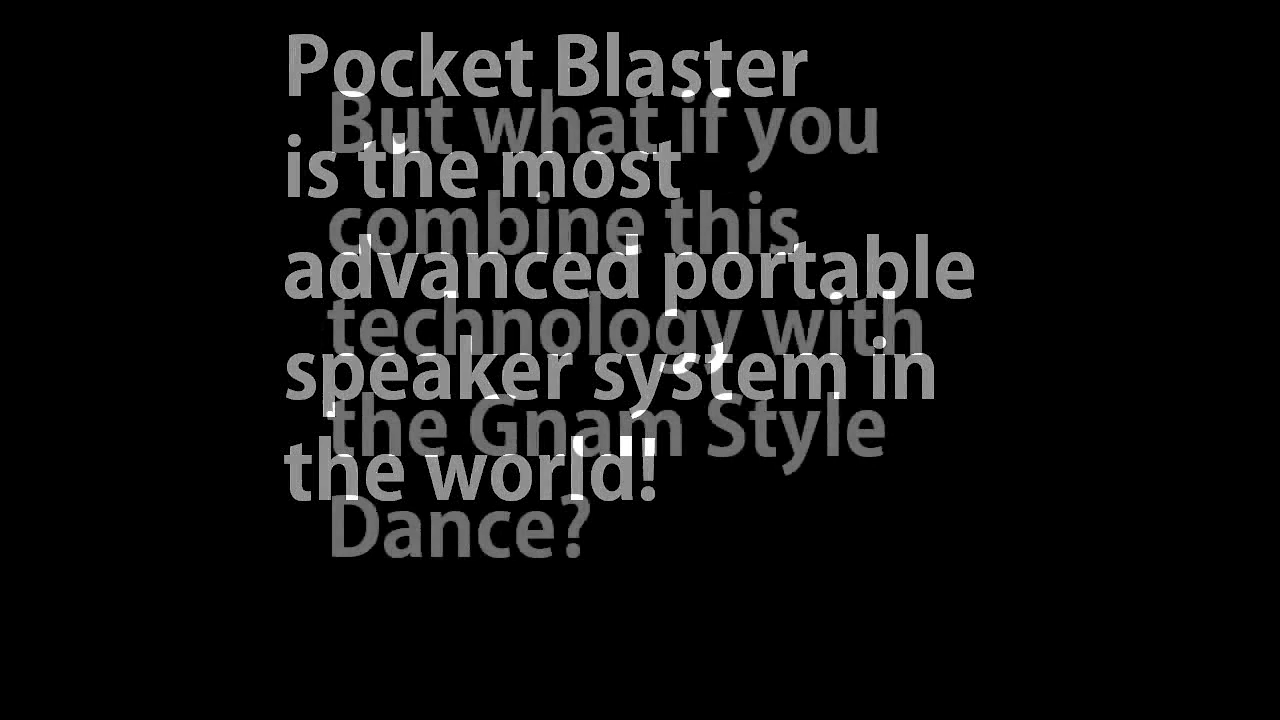 Pocket Blaster
is the most
advanced portable
speaker system in
the world!
But what if you
combine this
technology with
the Gnam Style
Dance?